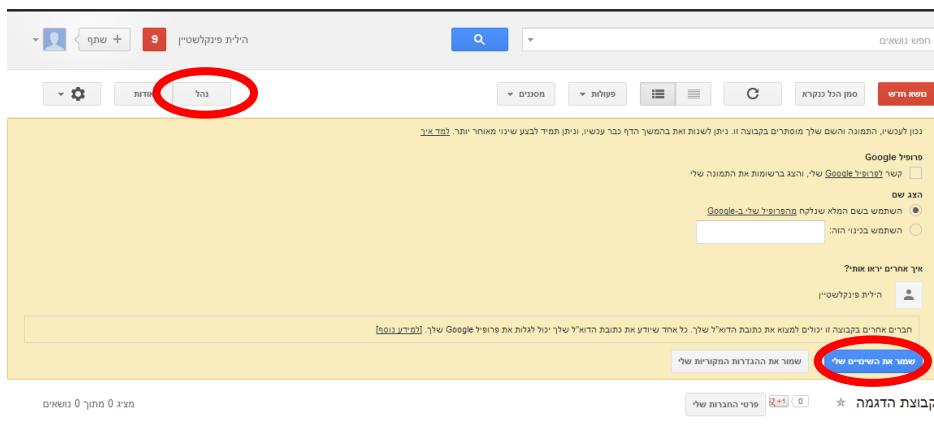 חפש נושאים
הילית פינקלשטיין 9 + שתף
נושא חדש סמן הכל כנקרא פעולות מסננים נהל אודות
נכון לעכשיו, התמונה והשם שלך מוסתרים בקבוצה זו. ניתן לשנות זאת בהמשך הדף כבר עכשיו, וניתן תמיד לבצע שינוי מאוחר יותר. למד איך
פרופיל Google
קשר לפרופיל Google שלי, והצג ברשומות את התמונה שלי
הצג שם
השתמש בשם המלא שנלקח מהפרופיל שלי ב-Google
השתמש בכינוי הזה:
איך אחרים יראו אותי?
הילית פינקלשטיין
חברים אחרים בקבוצה זו יכולים למצוא את כתובת הדוא"ל שלך. כל אחד שיודע את כתובת הדוא"ל שלך יכול לגלות את פרופיל Google שלך. [למידע נוסף]
שמור את השינויים שלי שמור את ההגדרות המקוריות שלי
קבוצת הדגמה 0 +1 פרטי החברות שלי מציג 0 מתוך 0 נושאים